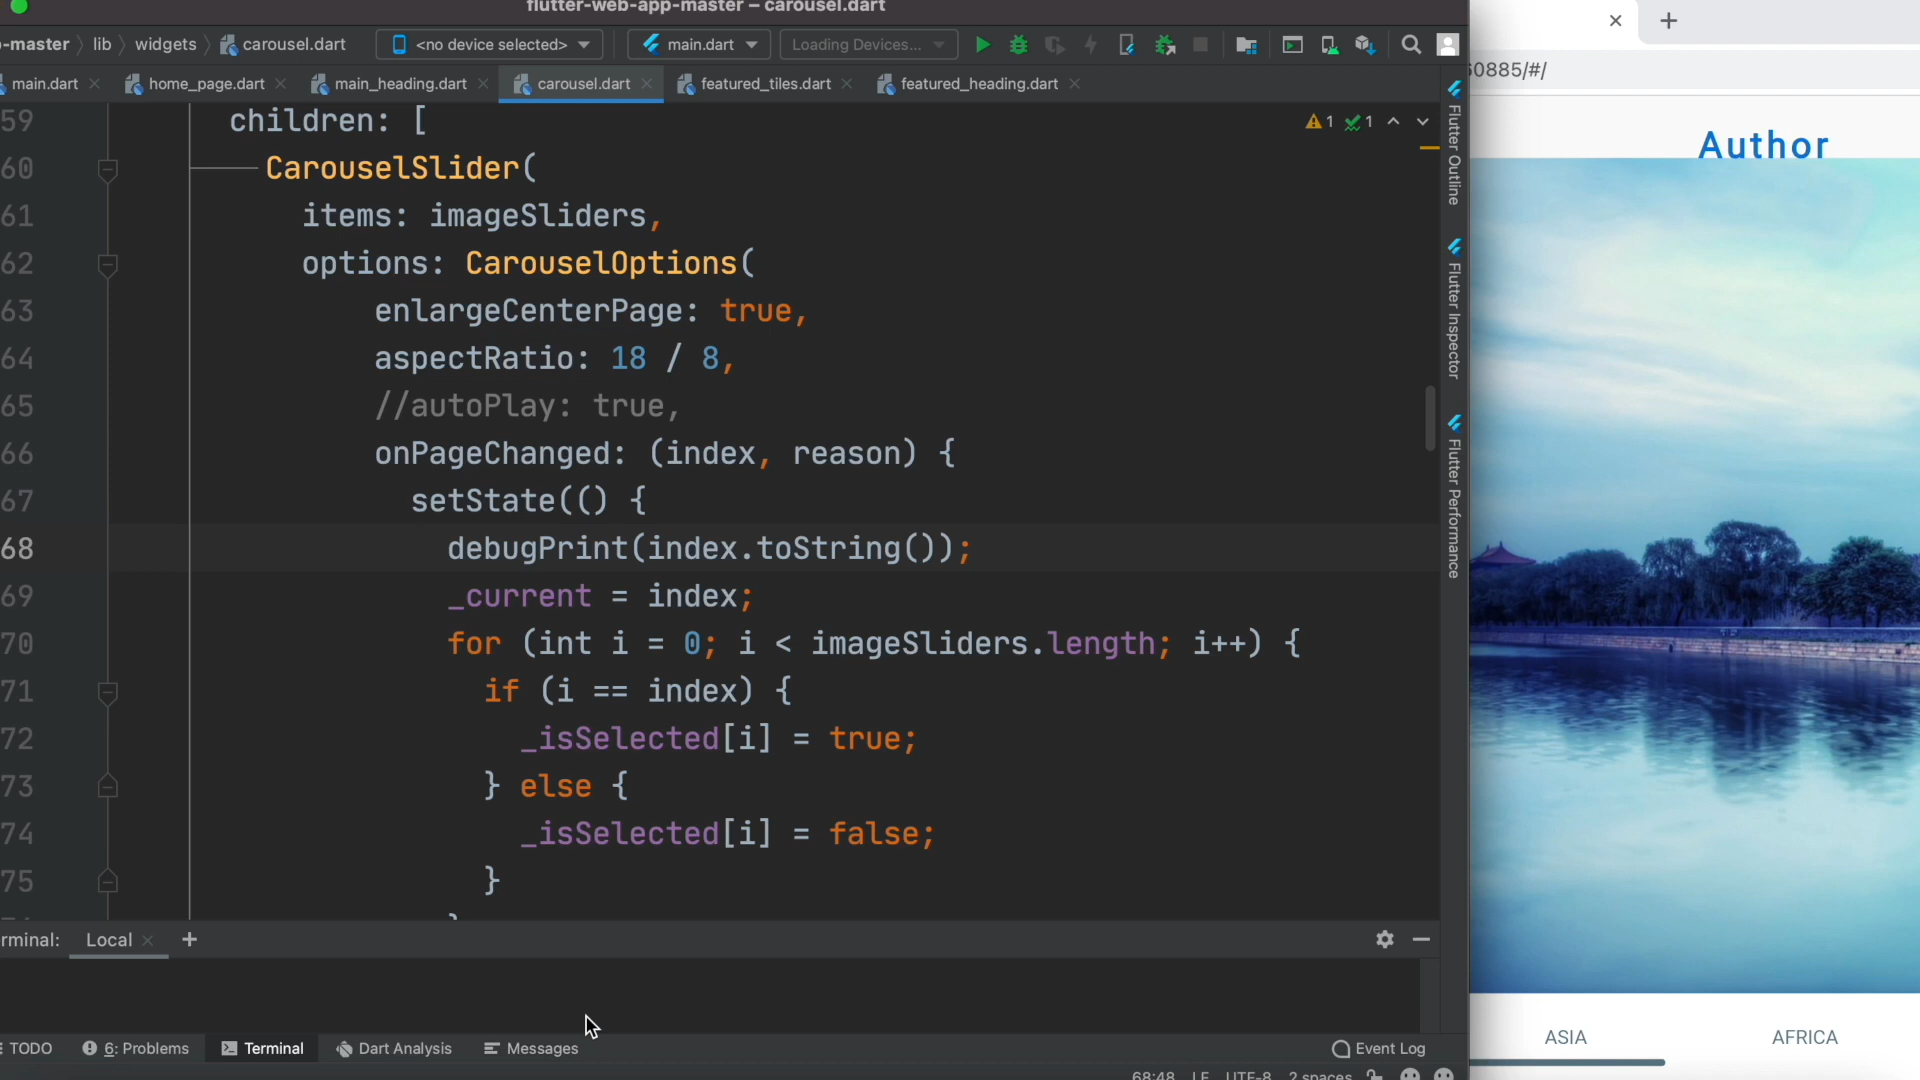 flutter-web-app-master – carousel.dart
-master lib widgets carousel.dart <no device selected> main.dart Loading Devices...
main.dart home_page.dart main_heading.dart carousel.dart featured_tiles.dart featured_heading.dart
59 children: [
60 CarouselSlider(
61 items: imageSliders,
62 options: CarouselOptions(
63 enlargeCenterPage: true,
64 aspectRatio: 18 / 8,
65 //autoPlay: true,
66 onPageChanged: (index, reason) {
67 setState(() {
68 debugPrint(index.toString());
69 _current = index;
70 for (int i = 0; i < imageSliders.length; i++) {
71 if (i == index) {
72 _isSelected[i] = true;
73 } else {
74 _isSelected[i] = false;
75 }
1 1
Flutter Outline
Flutter Inspector
Flutter Performance
rminal: Local +
TODO 6: Problems Terminal Dart Analysis Messages Event Log
68:48 LF UTF-8 2 spaces
60885/#/
Author
ASIA AFRICA